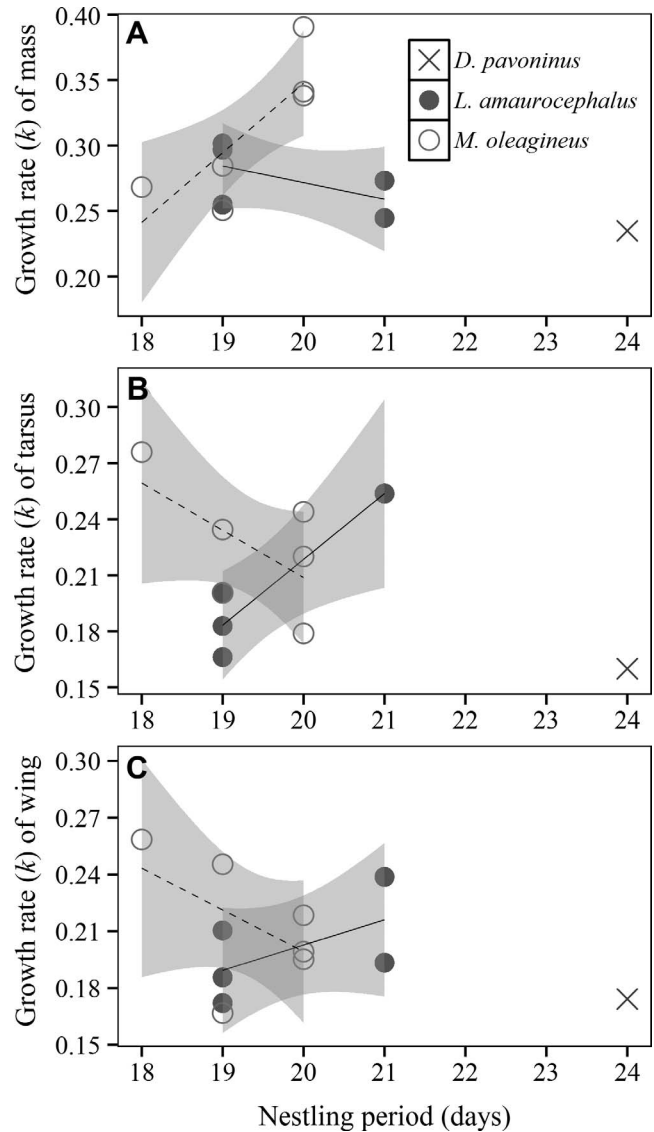 A
Growth rate (k) of mass
0.40
0.35
0.30
0.25
0.20
D. pavoninus
L. amaurocephalus
M. oleagineus
18 19 20 21 22 23 24
B
Growth rate (k) of tarsus
0.30
0.27
0.24
0.21
0.18
0.15
18 19 20 21 22 23 24
C
Growth rate (k) of wing
0.30
0.27
0.24
0.21
0.18
0.15
18 19 20 21 22 23 24
Nestling period (days)